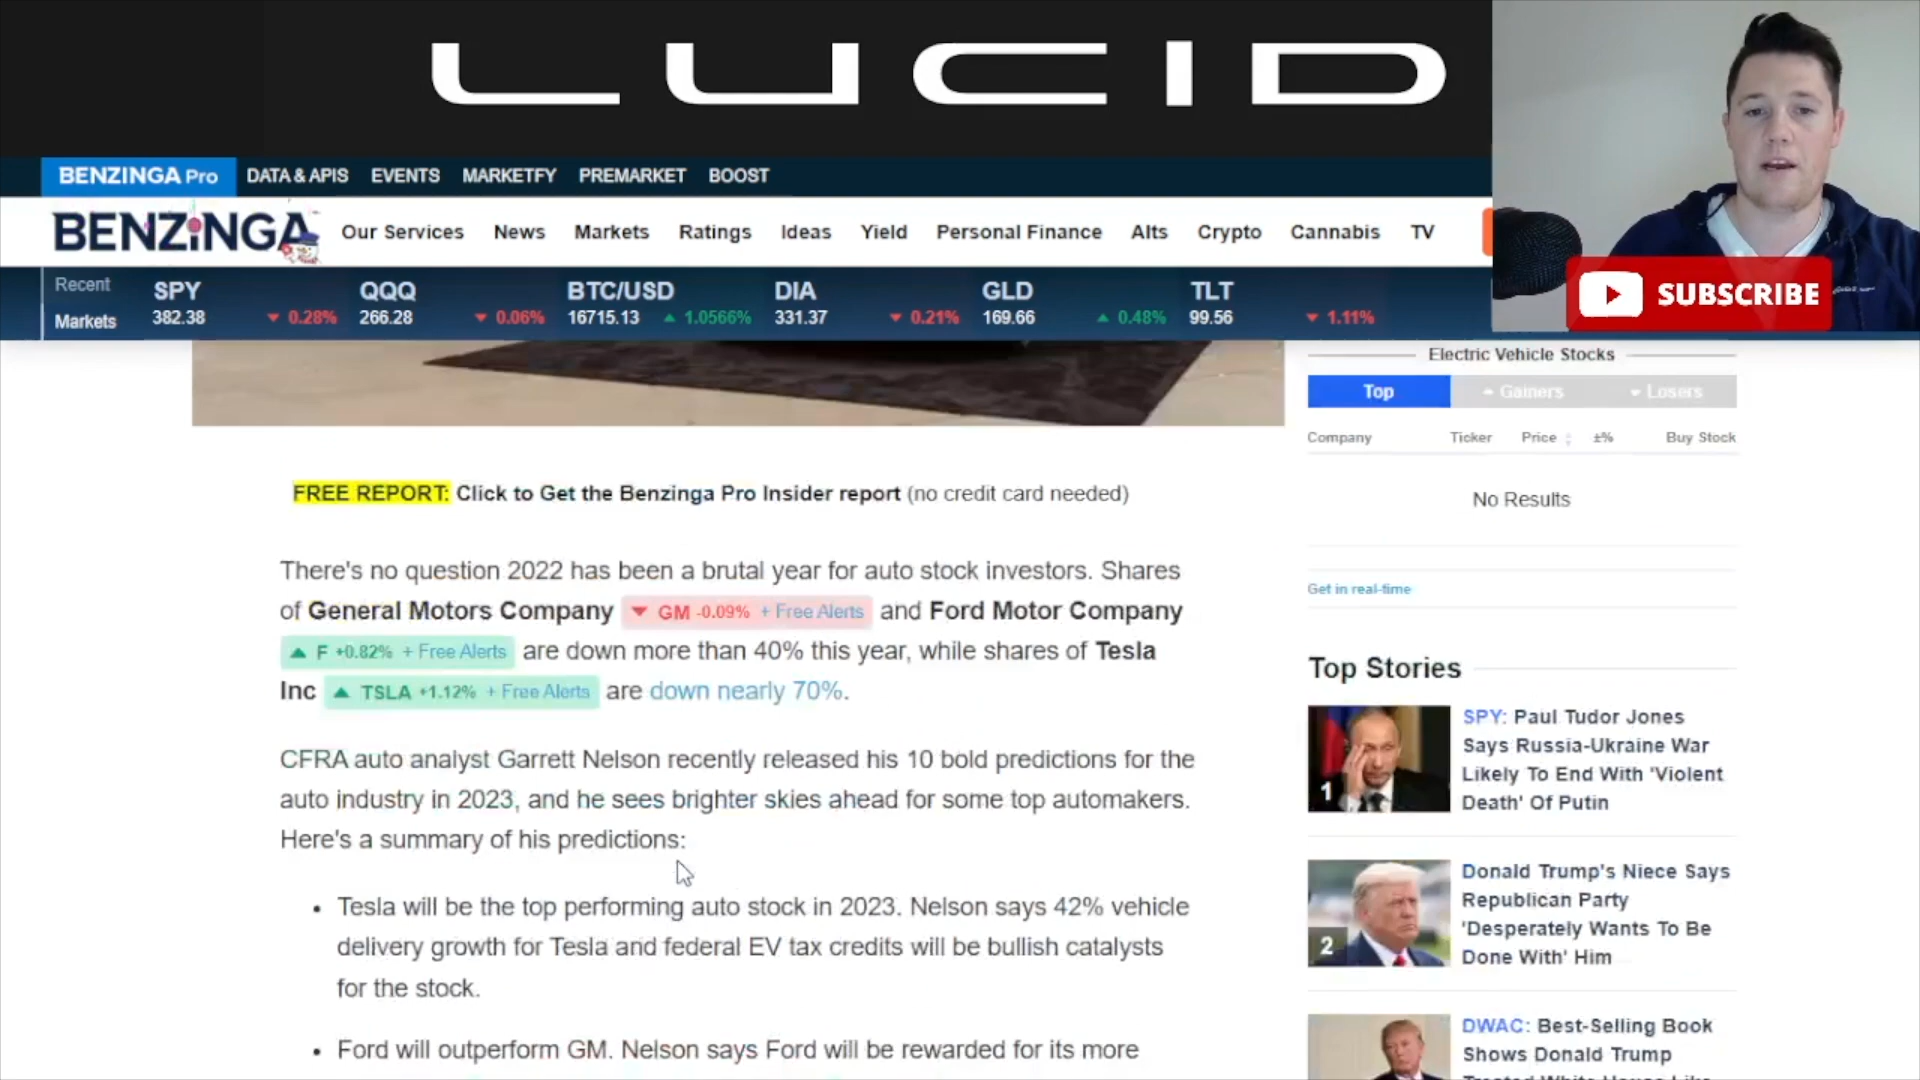 LUCID
BENZINGA Pro DATA & APIS EVENTS MARKETFY PREMARKET BOOST
BENZINGA Our Services News Markets Ratings Ideas Yield Personal Finance Alts Crypto Cannabis TV
Recent Markets
SPY 382.38 0.28%
QQQ 266.28 0.06%
BTC/USD 16715.13 1.0566%
DIA 331.37 0.21%
GLD 169.66 0.48%
TLT 99.56 1.11%
SUBSCRIBE
FREE REPORT: Click to Get the Benzinga Pro Insider report (no credit card needed)
There's no question 2022 has been a brutal year for auto stock investors. Shares
of General Motors Company GM -0.09% + Free Alerts and Ford Motor Company
F +0.82% + Free Alerts are down more than 40% this year, while shares of Tesla
Inc TSLA +1.12% + Free Alerts are down nearly 70%.
CFRA auto analyst Garrett Nelson recently released his 10 bold predictions for the
auto industry in 2023, and he sees brighter skies ahead for some top automakers.
Here's a summary of his predictions:
• Tesla will be the top performing auto stock in 2023. Nelson says 42% vehicle
delivery growth for Tesla and federal EV tax credits will be bullish catalysts
for the stock.
• Ford will outperform GM. Nelson says Ford will be rewarded for its more
Electric Vehicle Stocks
Top Gainers Losers
Company Ticker Price ±% Buy Stock
No Results
Get in real-time
Top Stories
1
SPY: Paul Tudor Jones
Says Russia-Ukraine War
Likely To End With 'Violent
Death' Of Putin
2
Donald Trump's Niece Says
Republican Party
'Desperately Wants To Be
Done With' Him
DWAC: Best-Selling Book
Shows Donald Trump